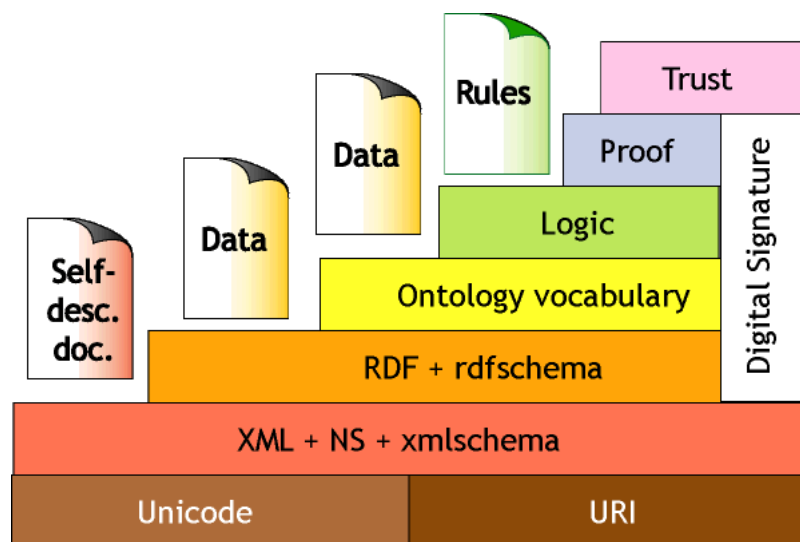 Trust
Rules
Proof
Data
Logic
Digital Signature
Data
Ontology vocabulary
Self-
desc.
doc.
RDF + rdfschema
XML + NS + xmlschema
Unicode
URI